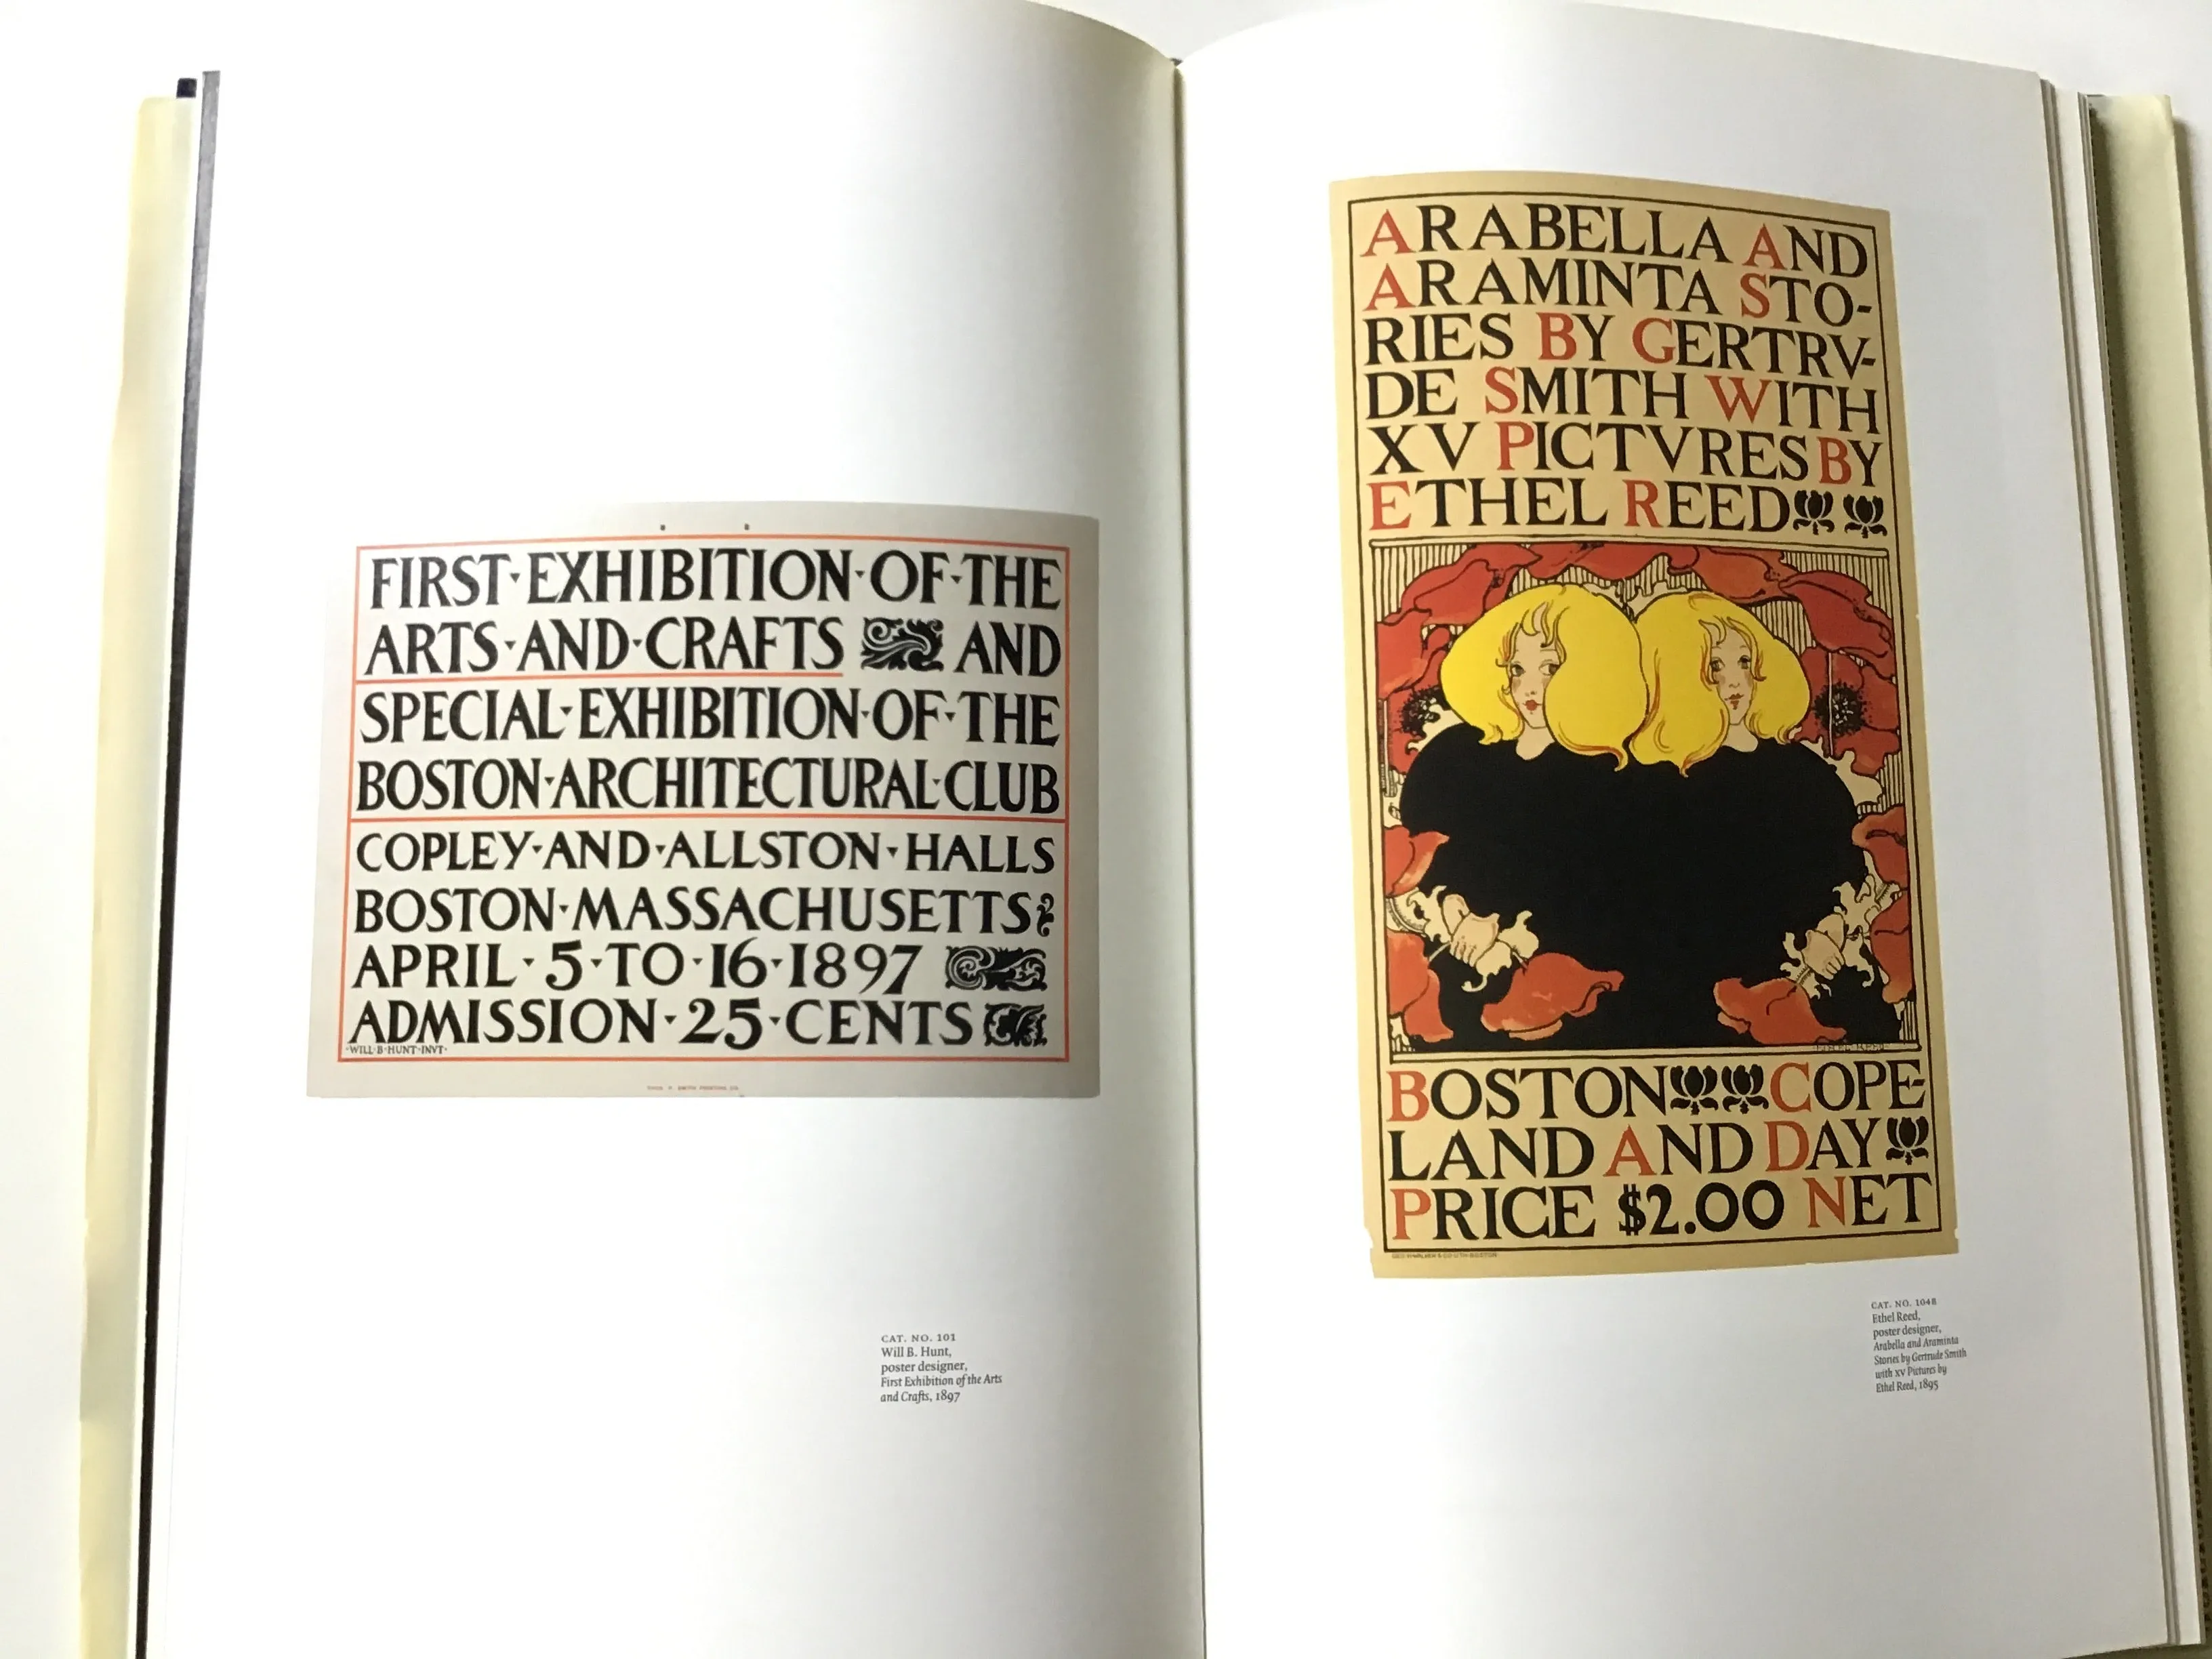 FIRST·EXHIBITION·OF·THE
ARTS·AND·CRAFTS AND
SPECIAL·EXHIBITION·OF·THE
BOSTON·ARCHITECTURAL·CLUB
COPLEY·AND·ALLSTON·HALLS
BOSTON·MASSACHUSETTS
APRIL·5·TO·16·1897
ADMISSION·25·CENTS
·WILL·B·HUNT·INVT·
SMITH PRINTING CO.
CAT. NO. 101
Will B. Hunt,
poster designer,
First Exhibition of the Arts
and Crafts, 1897
ARABELLA AND
ARAMINTA STO-
RIES BY GERTRV-
DE SMITH WITH
XV PICTVRES BY
ETHEL REED
BOSTON COPE-
LAND AND DAY
PRICE $2.00 NET
CAT. NO. 1048
Ethel Reed,
poster designer,
Arabella and Araminta
Stories by Gertrude Smith
with XV Pictures by
Ethel Reed, 1895